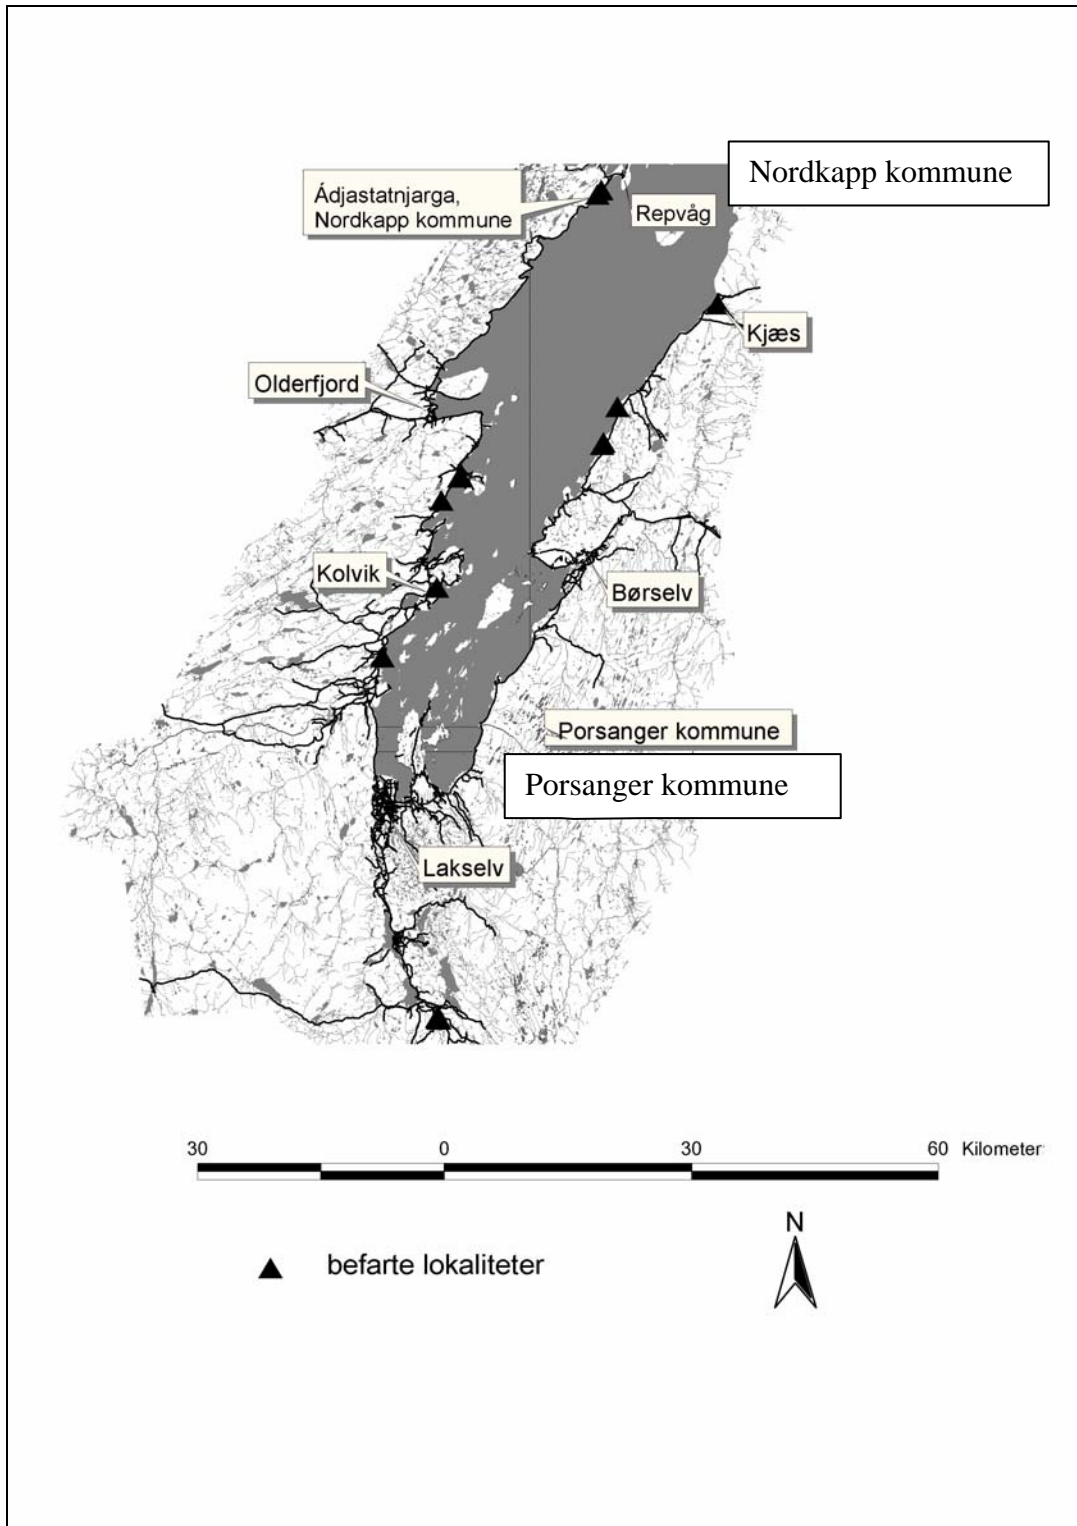 Nordkapp kommune
Ádjastatnjarga,
Nordkapp kommune
Repvåg
Kjæs
Olderfjord
Kolvik
Børselv
Porsanger kommune
Porsanger kommune
Lakselv
30 0 30 60 Kilometer
N
befarte lokaliteter